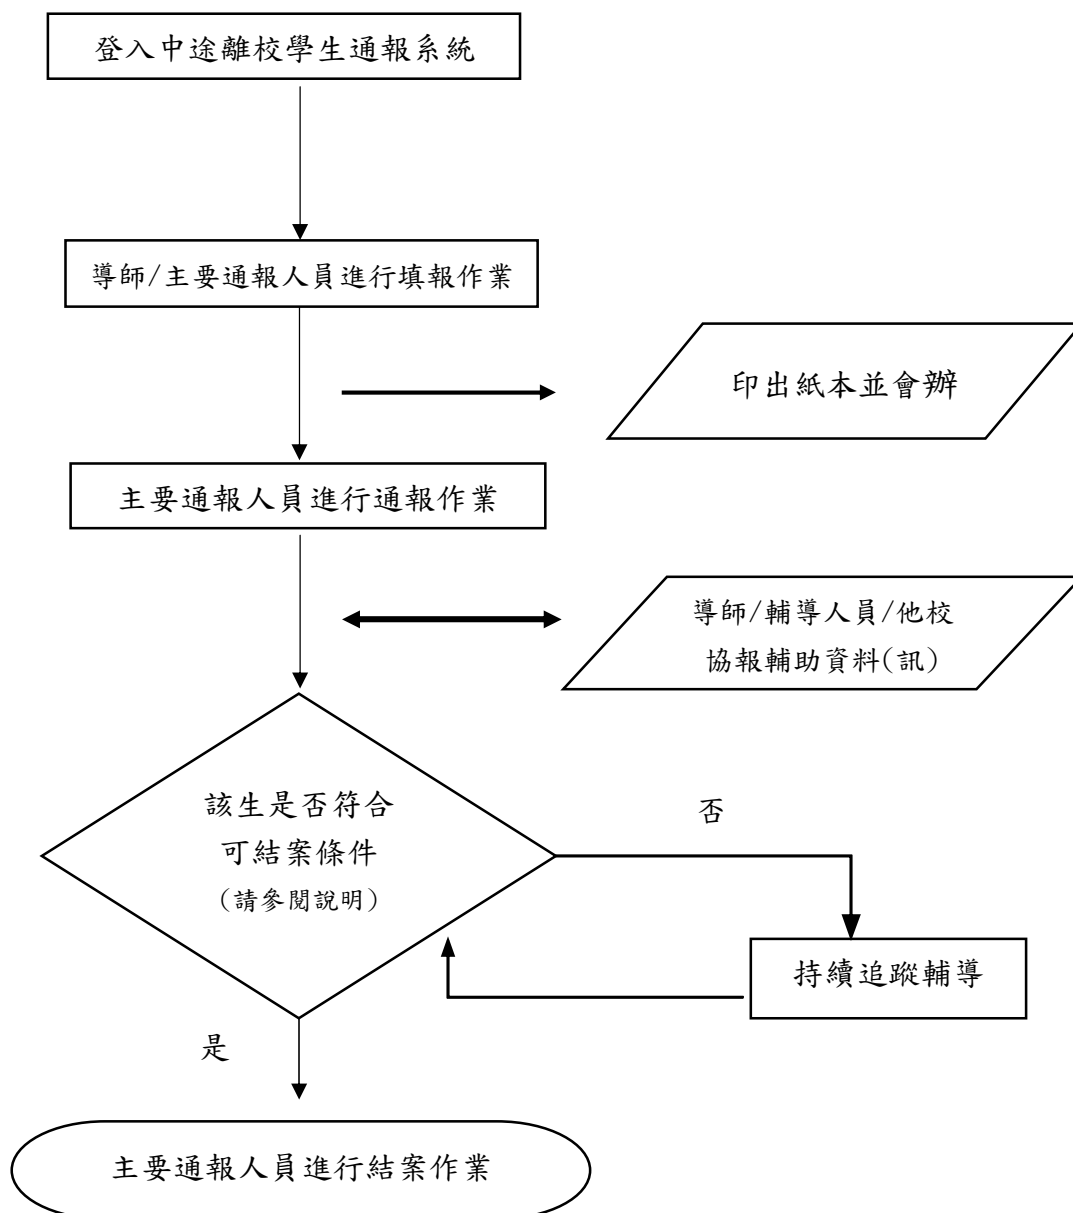 登入中途離校學生通報系統
導師/主要通報人員進行填報作業
印出紙本並會辦
主要通報人員進行通報作業
導師/輔導人員/他校
協報輔助資料(訊)
該生是否符合
可結案條件
(請參閱說明)
否
持續追蹤輔導
是
主要通報人員進行結案作業